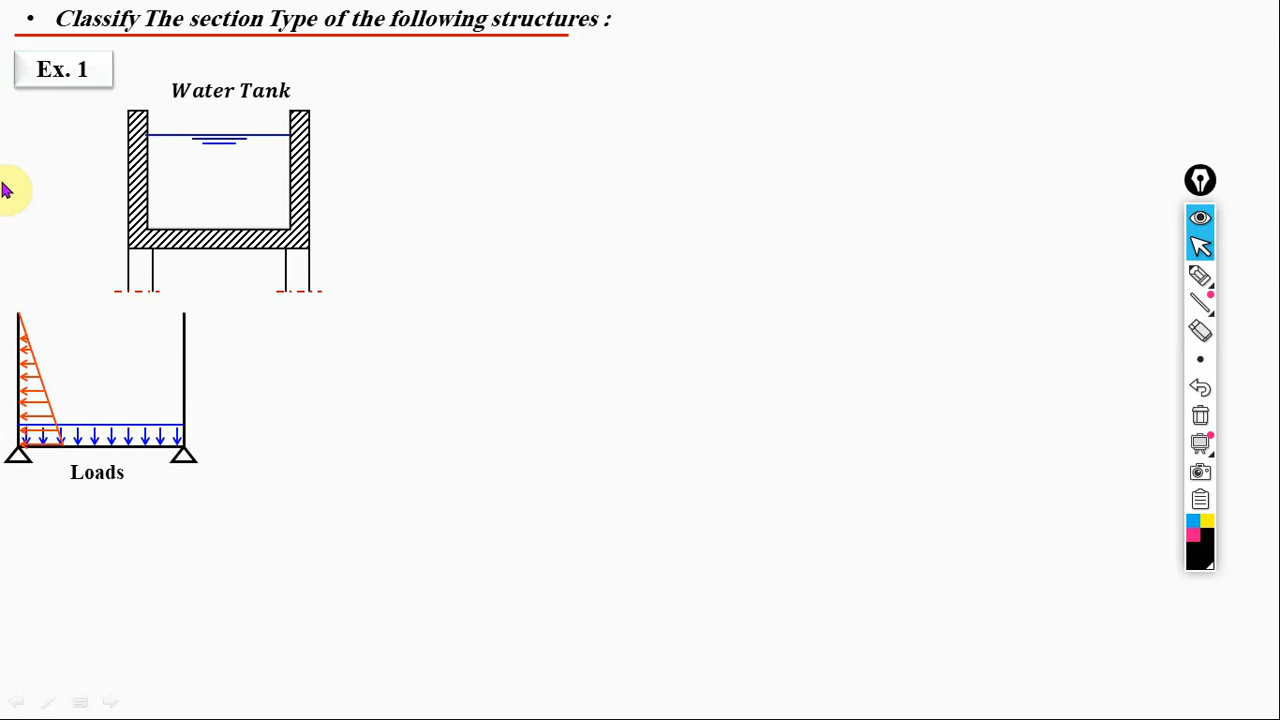 • Classify The section Type of the following structures :
Ex. 1
Water Tank
Loads